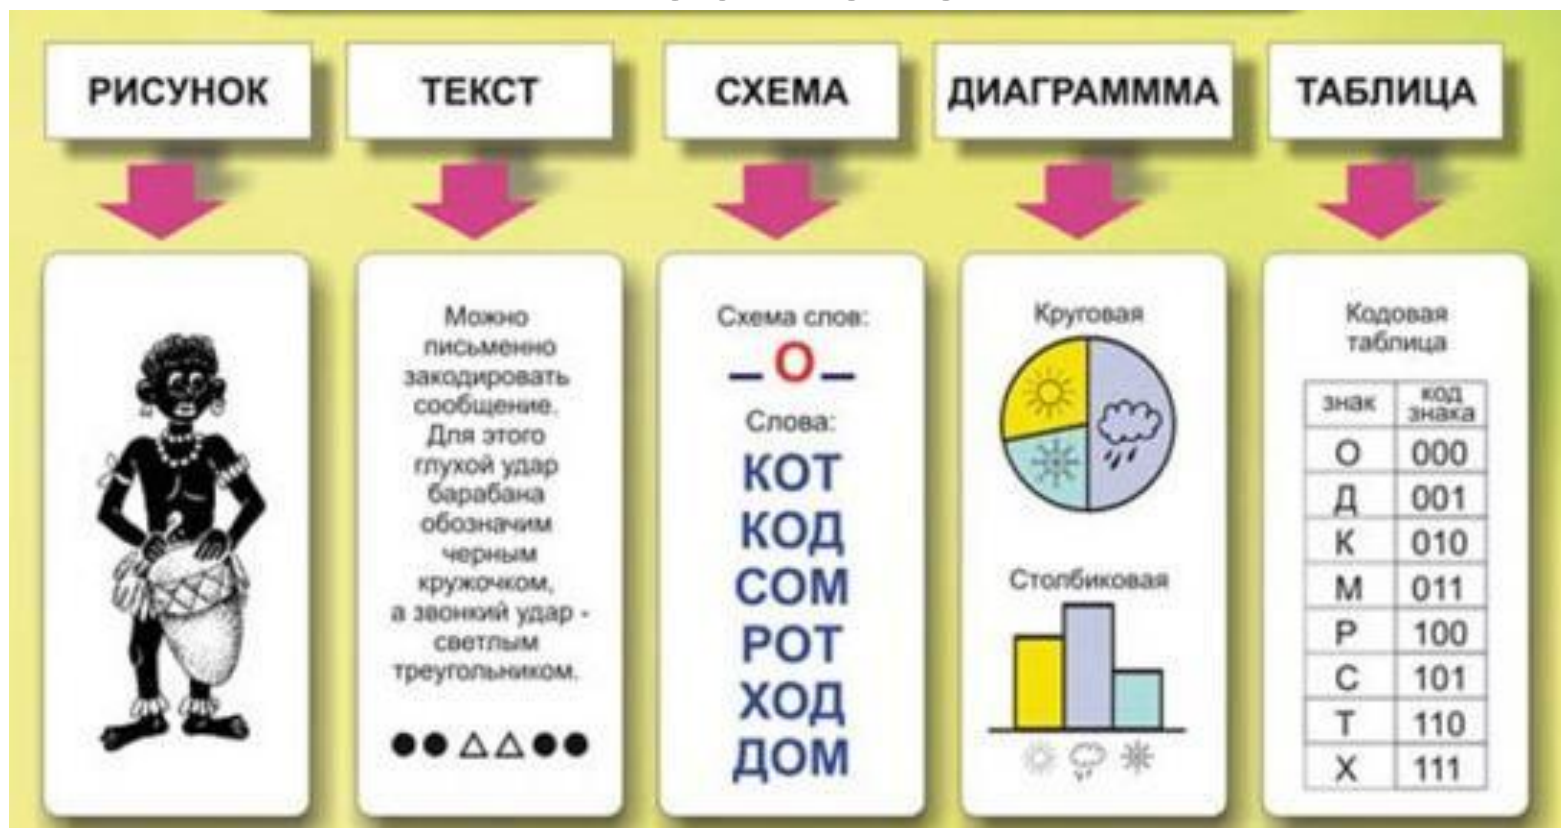 РИСУНОК
ТЕКСТ
СХЕМА
ДИАГРАМММА
ТАБЛИЦА
Можно
письменно
закодировать
сообщение.
Для этого
глухой удар
барабана
обозначим
черным
кружочком,
а звонкий удар -
светлым
треугольником.
Схема слов:
_ О _
Слова:
КОТ
КОД
СОМ
РОТ
ХОД
ДОМ
Круговая
Столбиковая
Кодовая
таблица
знак код знака
О 000
Д 001
К 010
М 011
Р 100
С 101
Т 110
Х 111